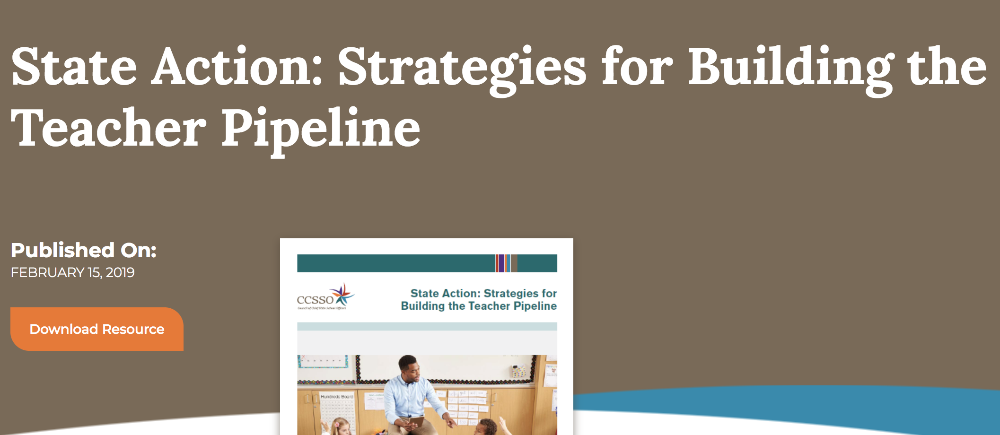 State Action: Strategies for Building the
Teacher Pipeline
Published On:
FEBRUARY 15, 2019
Download Resource
CCSSO
Council of Chief State School Officers
State Action: Strategies for
Building the Teacher Pipeline
Hundreds Board